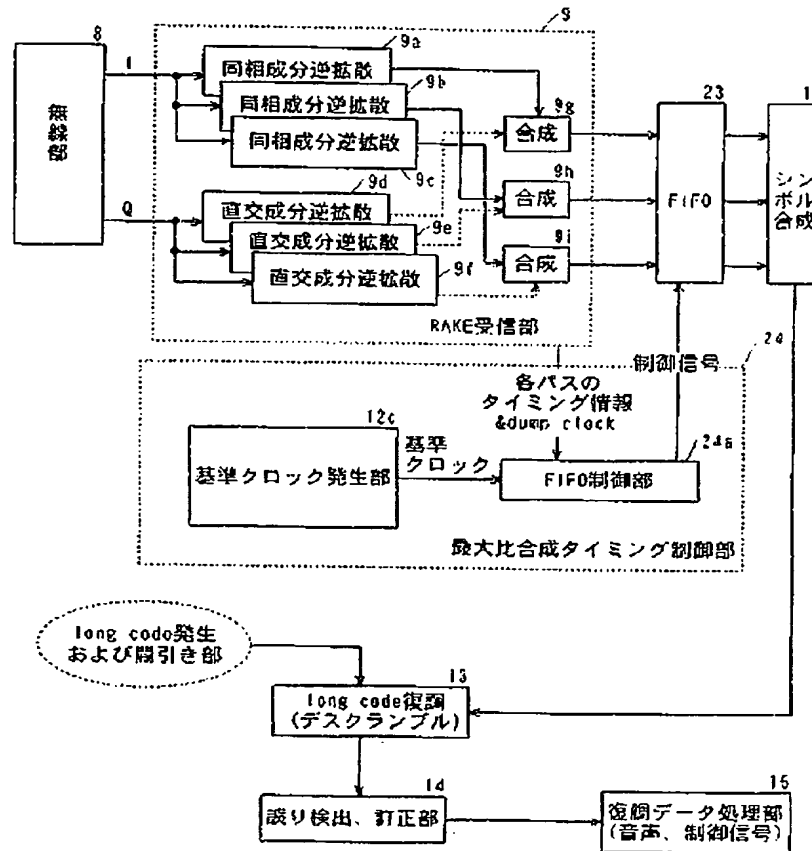 8
無線部
I
Q
9
9a
同相成分逆拡散
9b
同相成分逆拡散
同相成分逆拡散
9c
9d
直交成分逆拡散
9e
直交成分逆拡散
9f
直交成分逆拡散
9g
合成
9h
合成
9i
合成
RAKE受信部
23
FIFO
シン
ボル
合成
24
制御信号
各パスの
タイミング情報
&dump clock
12c
基準クロック発生部
基準
クロック
24a
FIFO制御部
最大比合成タイミング制御部
long code発生
および間引き部
13
long code復調
(デスクランブル)
14
誤り検出、訂正部
15
復調データ処理部
(音声、制御信号)